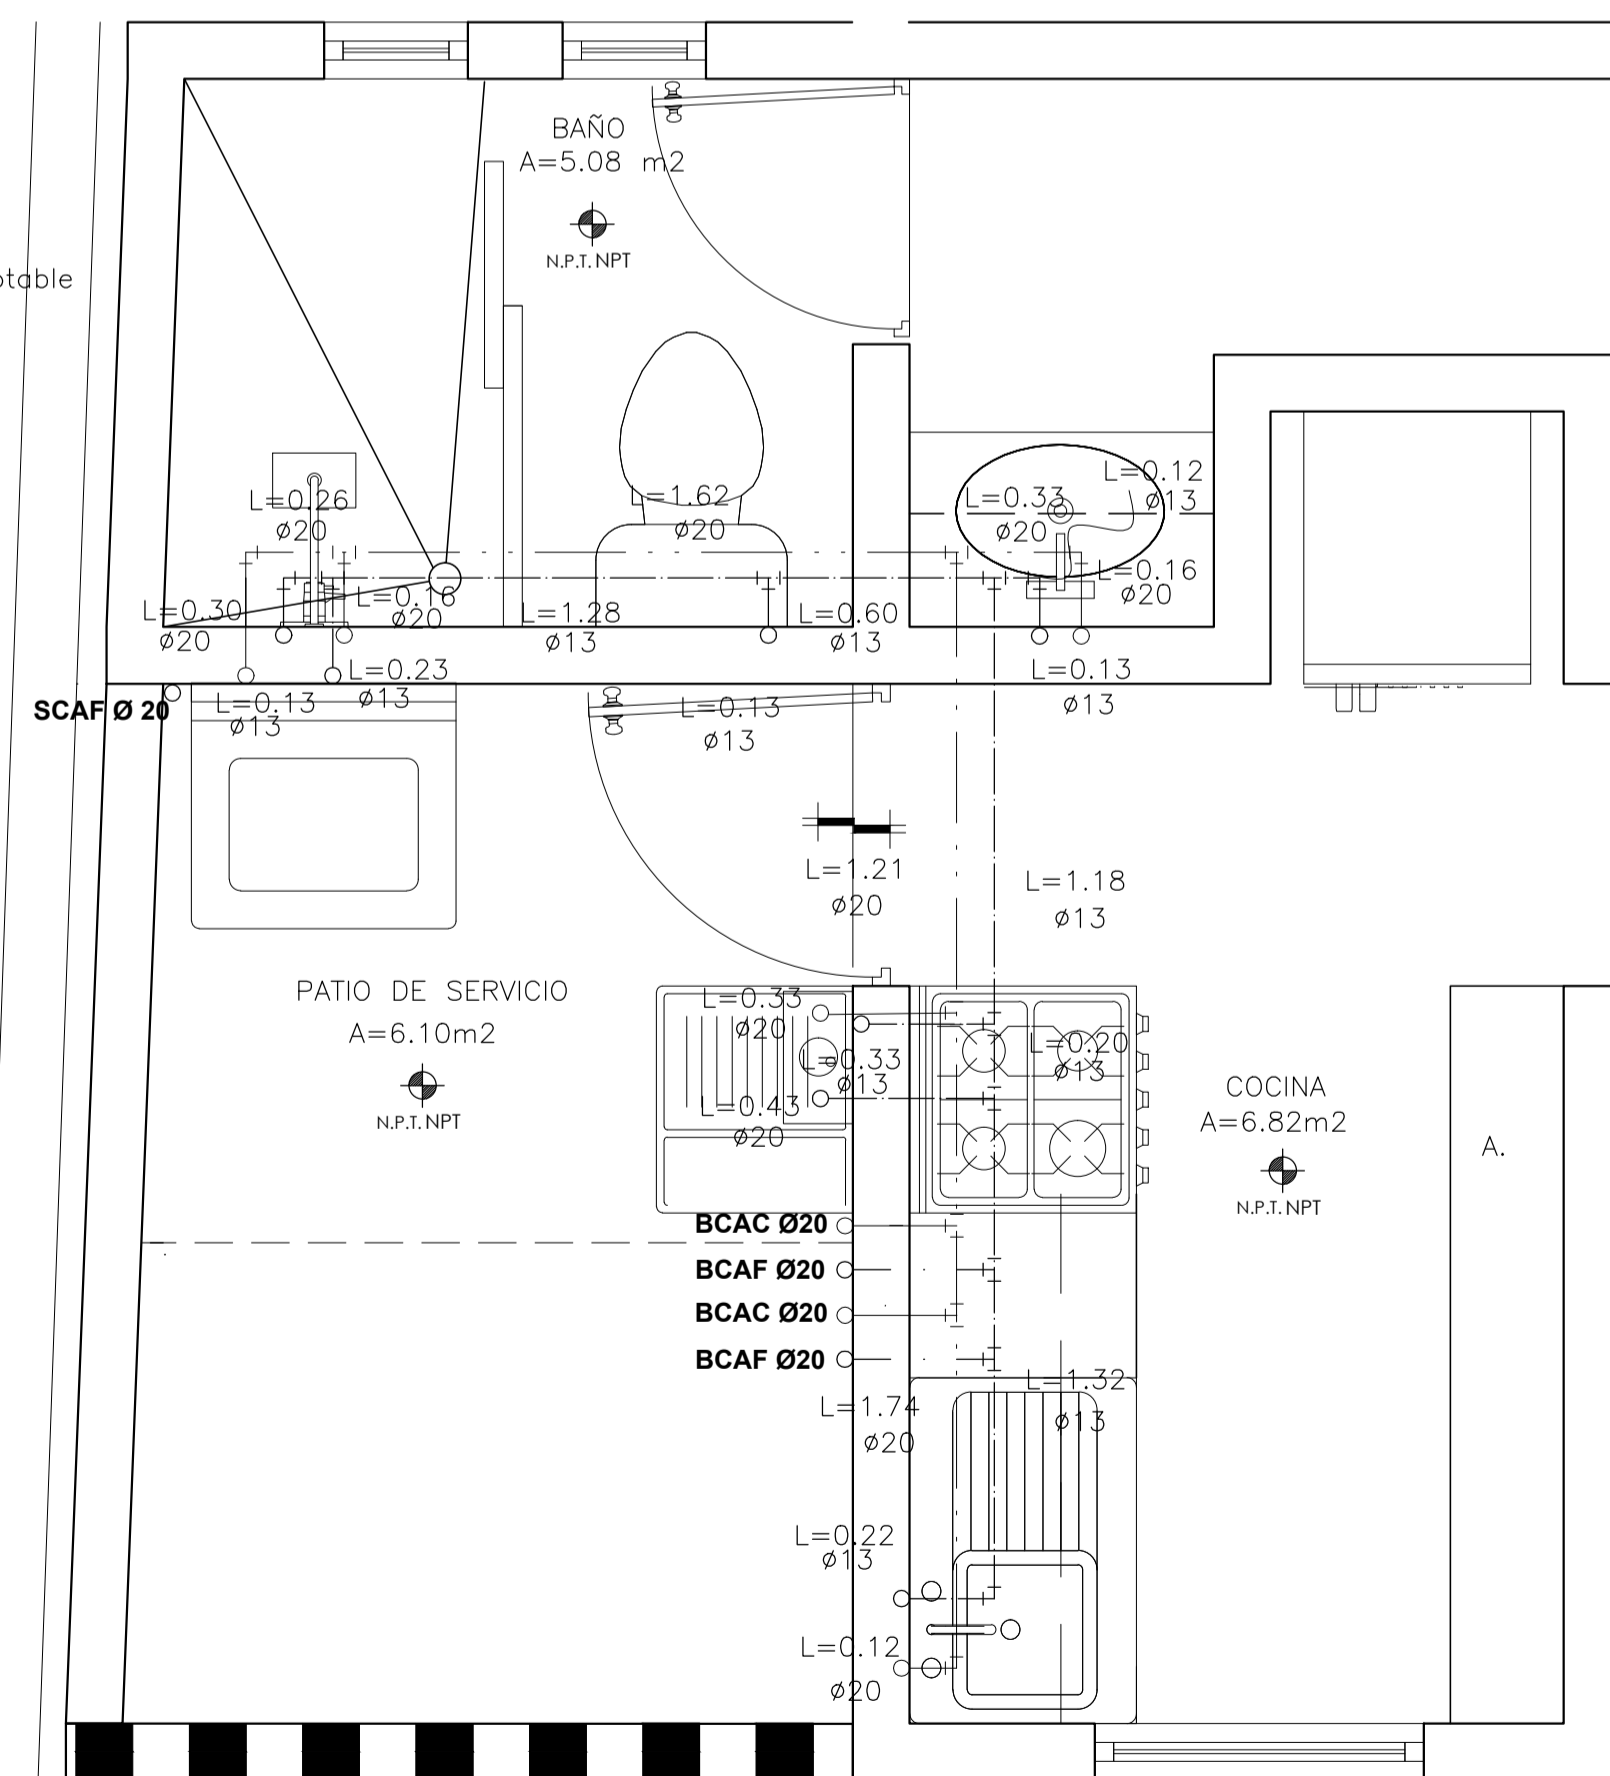 BAÑO
A=5.08 m2
N.P.T. NPT
L=0.12
ø13
L=0.26
ø20
L=1.62
ø20
L=0.33
ø20
L=0.16
ø20
L=0.30
ø20
L=0.16
ø20
L=1.28
ø13
L=0.60
ø13
L=0.23
ø13
L=0.13
ø13
SCAF Ø 20
L=0.13
ø13
L=0.13
ø13
L=1.21
ø20
L=1.18
ø13
PATIO DE SERVICIO
A=6.10m2
N.P.T. NPT
L=0.33
ø20
L=0.33
ø13
L=0.20
ø13
L=0.43
ø20
COCINA
A=6.82m2
N.P.T. NPT
A.
BCAC Ø20
BCAF Ø20
BCAC Ø20
BCAF Ø20
L=1.32
ø13
L=1.74
ø20
L=0.22
ø13
L=0.12
ø20